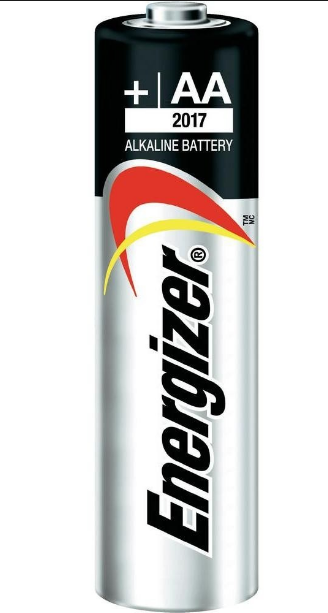 + | AA
2017
ALKALINE BATTERY
TM
MC
Energizer®